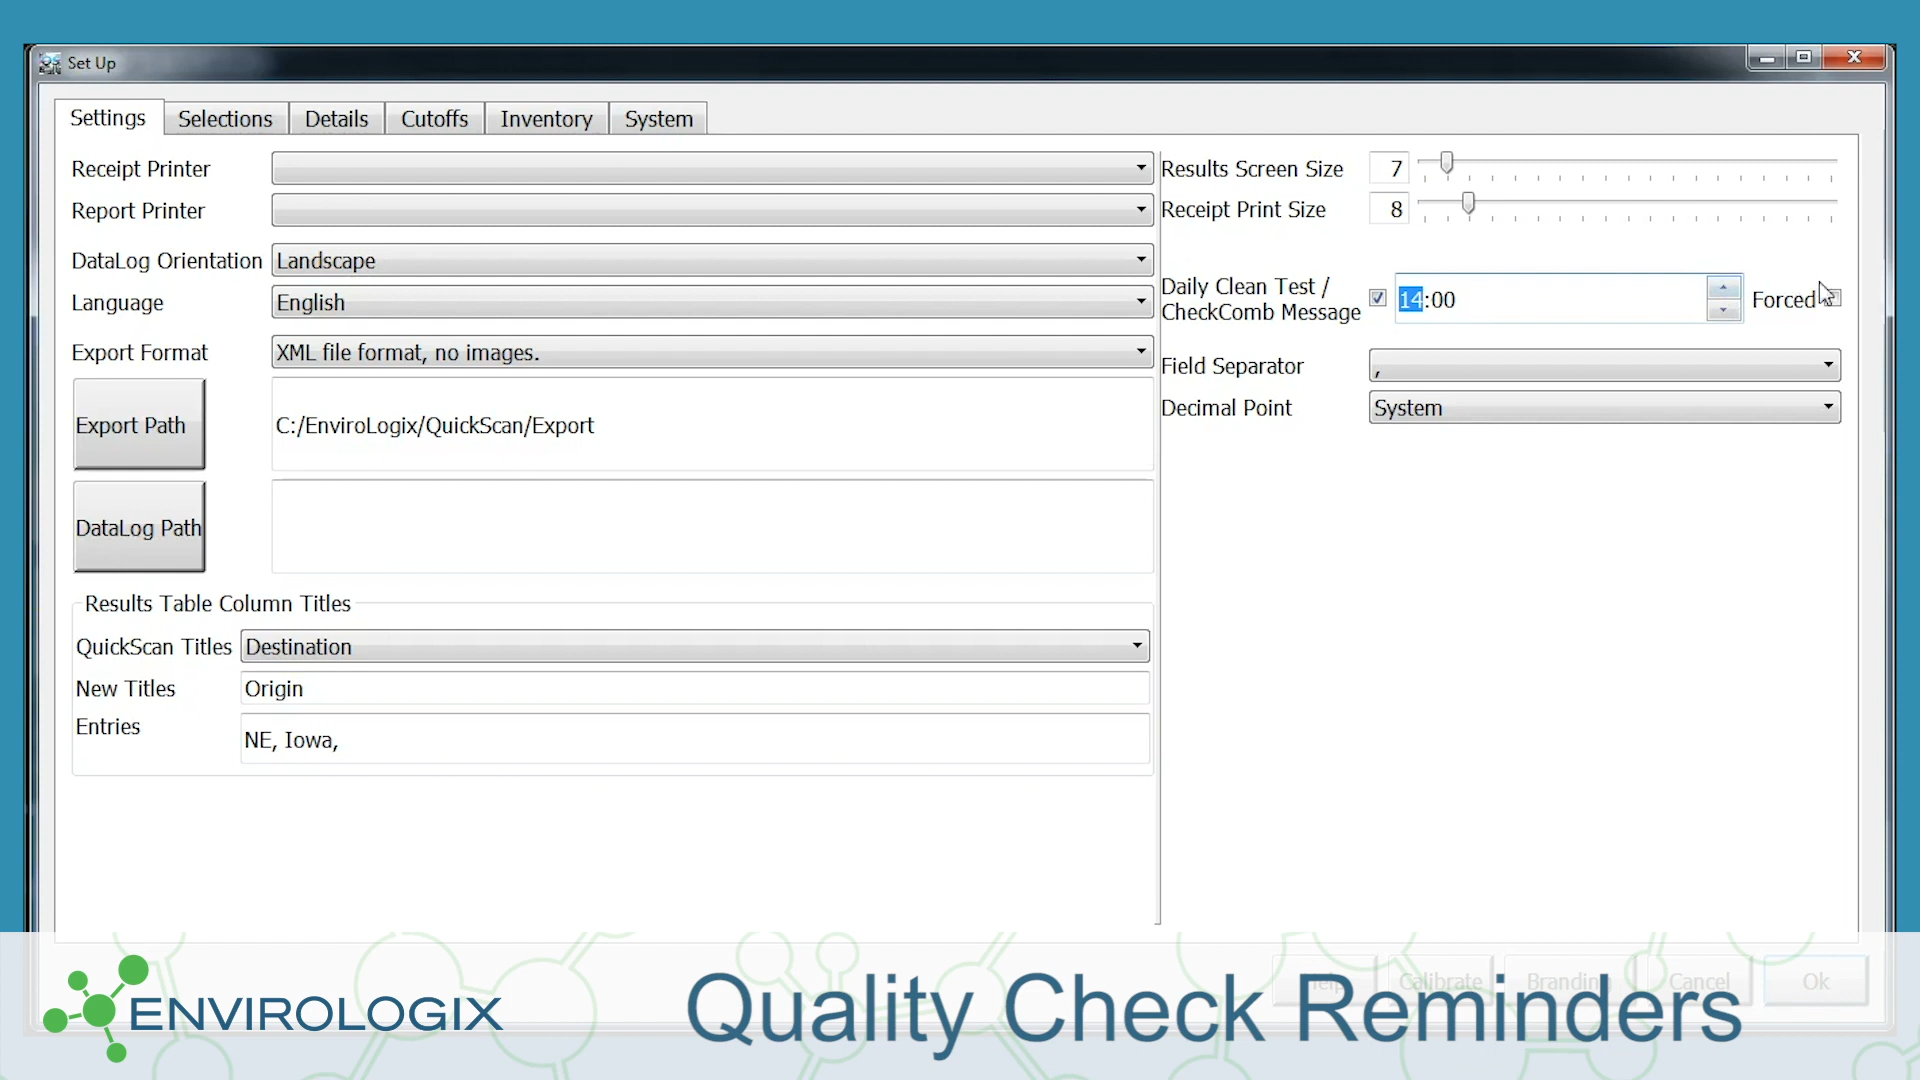 Set Up
Settings Selections Details Cutoffs Inventory System
Receipt Printer
Report Printer
DataLog Orientation Landscape
Language English
Export Format XML file format, no images.
Export Path C:/EnviroLogix/QuickScan/Export
DataLog Path
Results Table Column Titles
QuickScan Titles Destination
New Titles Origin
Entries NE, Iowa,
Results Screen Size 7
Receipt Print Size 8
Daily Clean Test /
CheckComb Message 14:00 Forced
Field Separator ,
Decimal Point System
Calibrate Branding Cancel Ok
ENVIROLOGIX
Quality Check Reminders